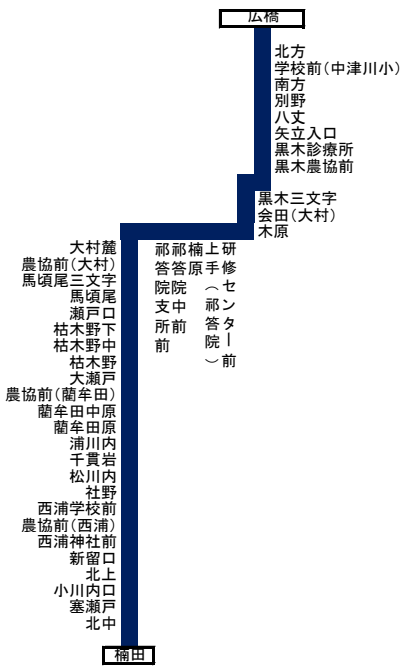 広橋
北方
学校前(中津川小)
南方
別野
八丈
矢立入口
黒木診療所
黒木農協前
黒木三文字
会田(大村)
木原
研修センター前
上手(祁答院)
楠原
祁答院中前
祁答院支所前
大村麓
農協前(大村)
馬頃尾三文字
馬頃尾
瀬戸口
枯木野下
枯木野中
枯木野
大瀬戸
農協前(藺牟田)
藺牟田中原
藺牟田原
浦川内
千貫岩
松川内
社野
西浦学校前
農協前(西浦)
西浦神社前
新留口
北上
小川内口
塞瀬戸
北中
楠田